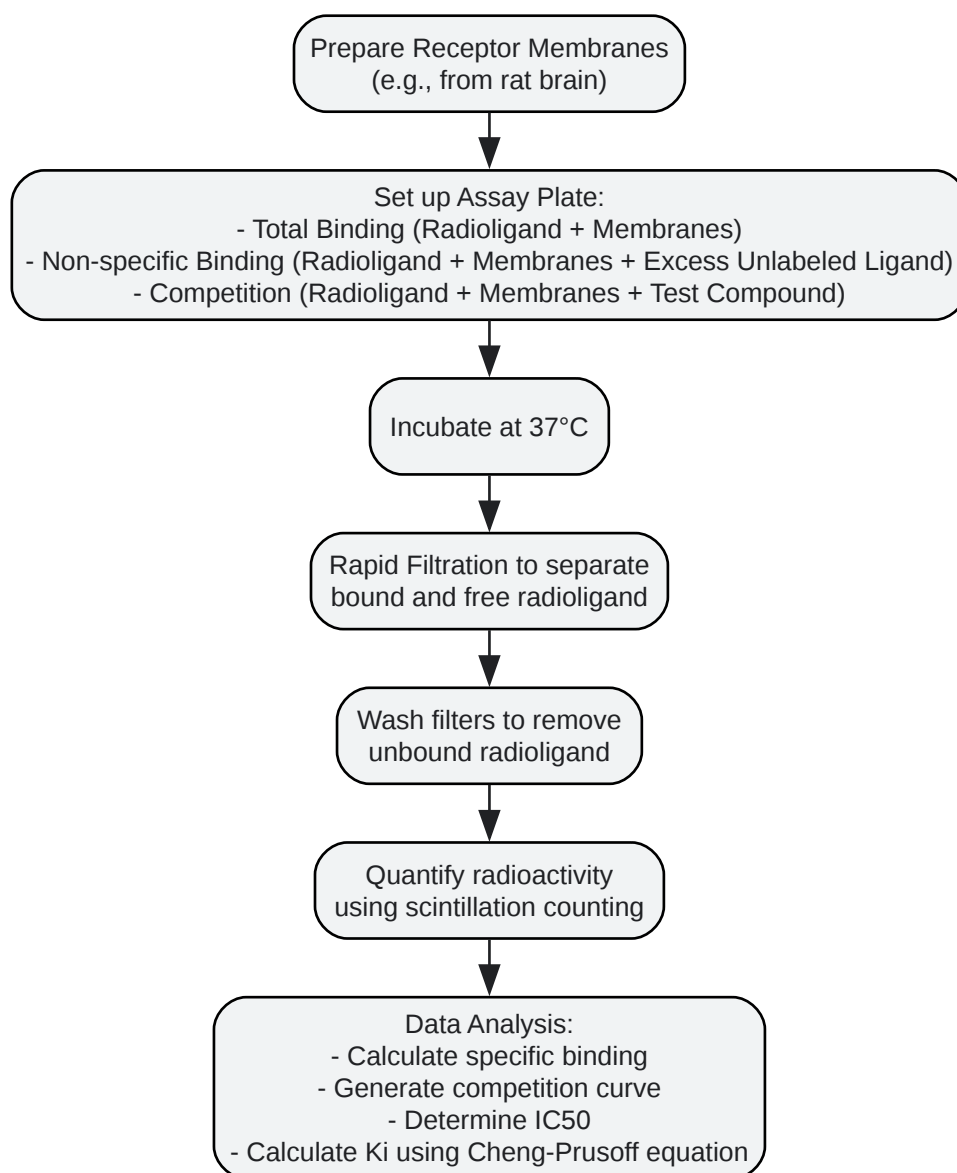 Prepare Receptor Membranes
(e.g., from rat brain)
Set up Assay Plate:
- Total Binding (Radioligand + Membranes)
- Non-specific Binding (Radioligand + Membranes + Excess Unlabeled Ligand)
- Competition (Radioligand + Membranes + Test Compound)
Incubate at 37°C
Rapid Filtration to separate
bound and free radioligand
Wash filters to remove
unbound radioligand
Quantify radioactivity
using scintillation counting
Data Analysis:
- Calculate specific binding
- Generate competition curve
- Determine IC50
- Calculate Ki using Cheng-Prusoff equation